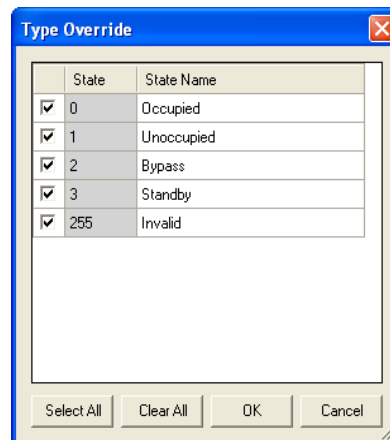 Type Override
State State Name
0 Occupied
1 Unoccupied
2 Bypass
3 Standby
255 Invalid
Select All Clear All OK Cancel